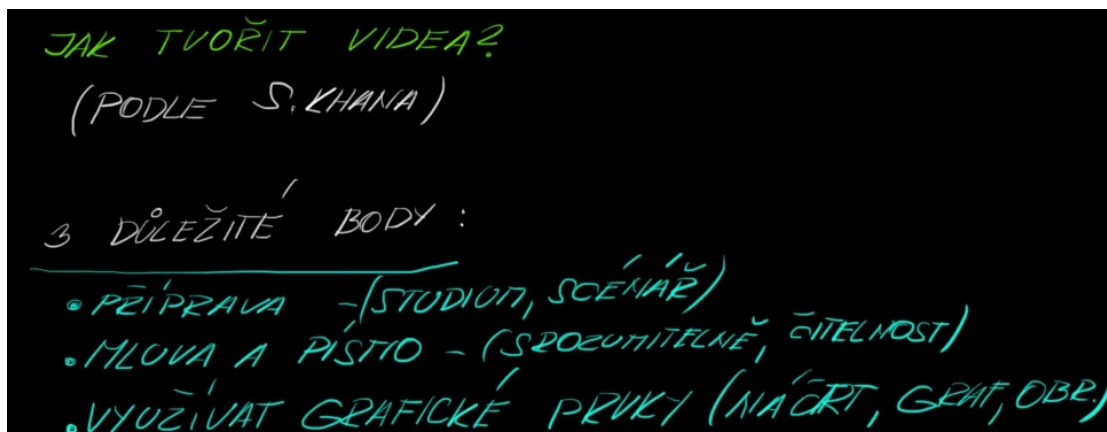 JAK TVOŘIT VIDEA?
(PODLE S. KHANA)
3 DŮLEŽITÉ BODY:
• PŘÍPRAVA - (STUDIUM, SCÉNÁŘ)
• MLUVA A PÍSMO - (SROZUMITELNĚ, ČITELNOST)
• VYUŽÍVAT GRAFICKÉ PRVKY (NÁČRT, GRAF, OBR.)